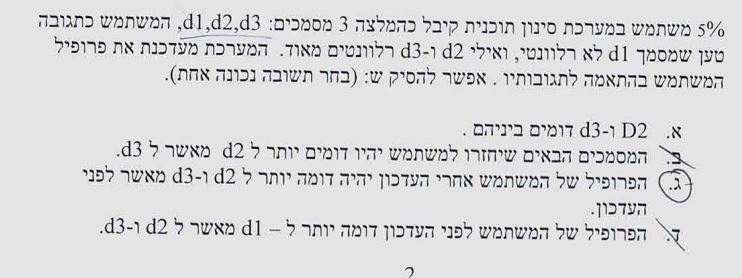 5% משתמש במערכת סינון תוכנית קיבל כהמלצה 3 מסמכים: d1,d2,d3, המשתמש כתגובה
טען שמסמך d1 לא רלוונטי, ואילי d2 ו-d3 רלוונטים מאוד. המערכת מעדכנת את פרופיל
המשתמש בהתאמה לתגובותיו . אפשר להסיק ש: (בחר תשובה נכונה אחת).
א. D2 ו-d3 דומים ביניהם .
ב. המסמכים הבאים שיחזרו למשתמש יהיו דומים יותר ל d2 מאשר ל d3.
ג. הפרופיל של המשתמש אחרי העדכון יהיה דומה יותר ל d2 ו-d3 מאשר לפני
העדכון.
ד. הפרופיל של המשתמש לפני העדכון דומה יותר ל – d1 מאשר ל d2 ו-d3.
2